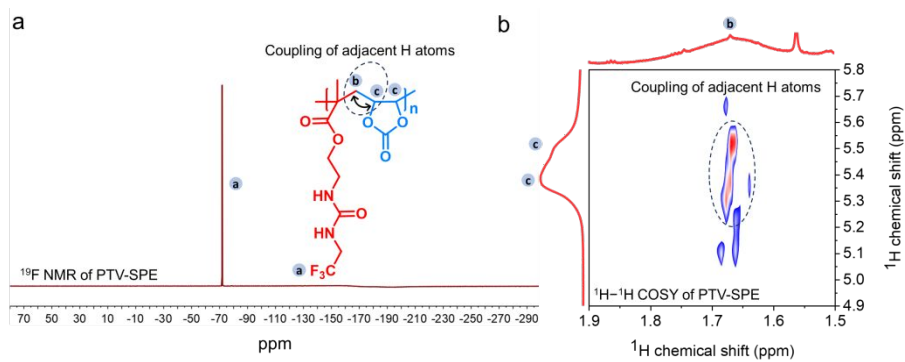 a
Coupling of adjacent H atoms
b
c
c
n
O
O
O
O
O
HN
O
HN
a
F₃C
a
¹⁹F NMR of PTV-SPE
70 50 30 10 -10 -30 -50 -70 -90 -110 -130 -150 -170 -190 -210 -230 -250 -270 -290
ppm
b
b
c
c
Coupling of adjacent H atoms
¹H–¹H COSY of PTV-SPE
5.8
5.7
5.6
5.5
5.4
5.3
5.2
5.1
5.0
4.9
¹H chemical shift (ppm)
1.9 1.8 1.7 1.6 1.5
¹H chemical shift (ppm)